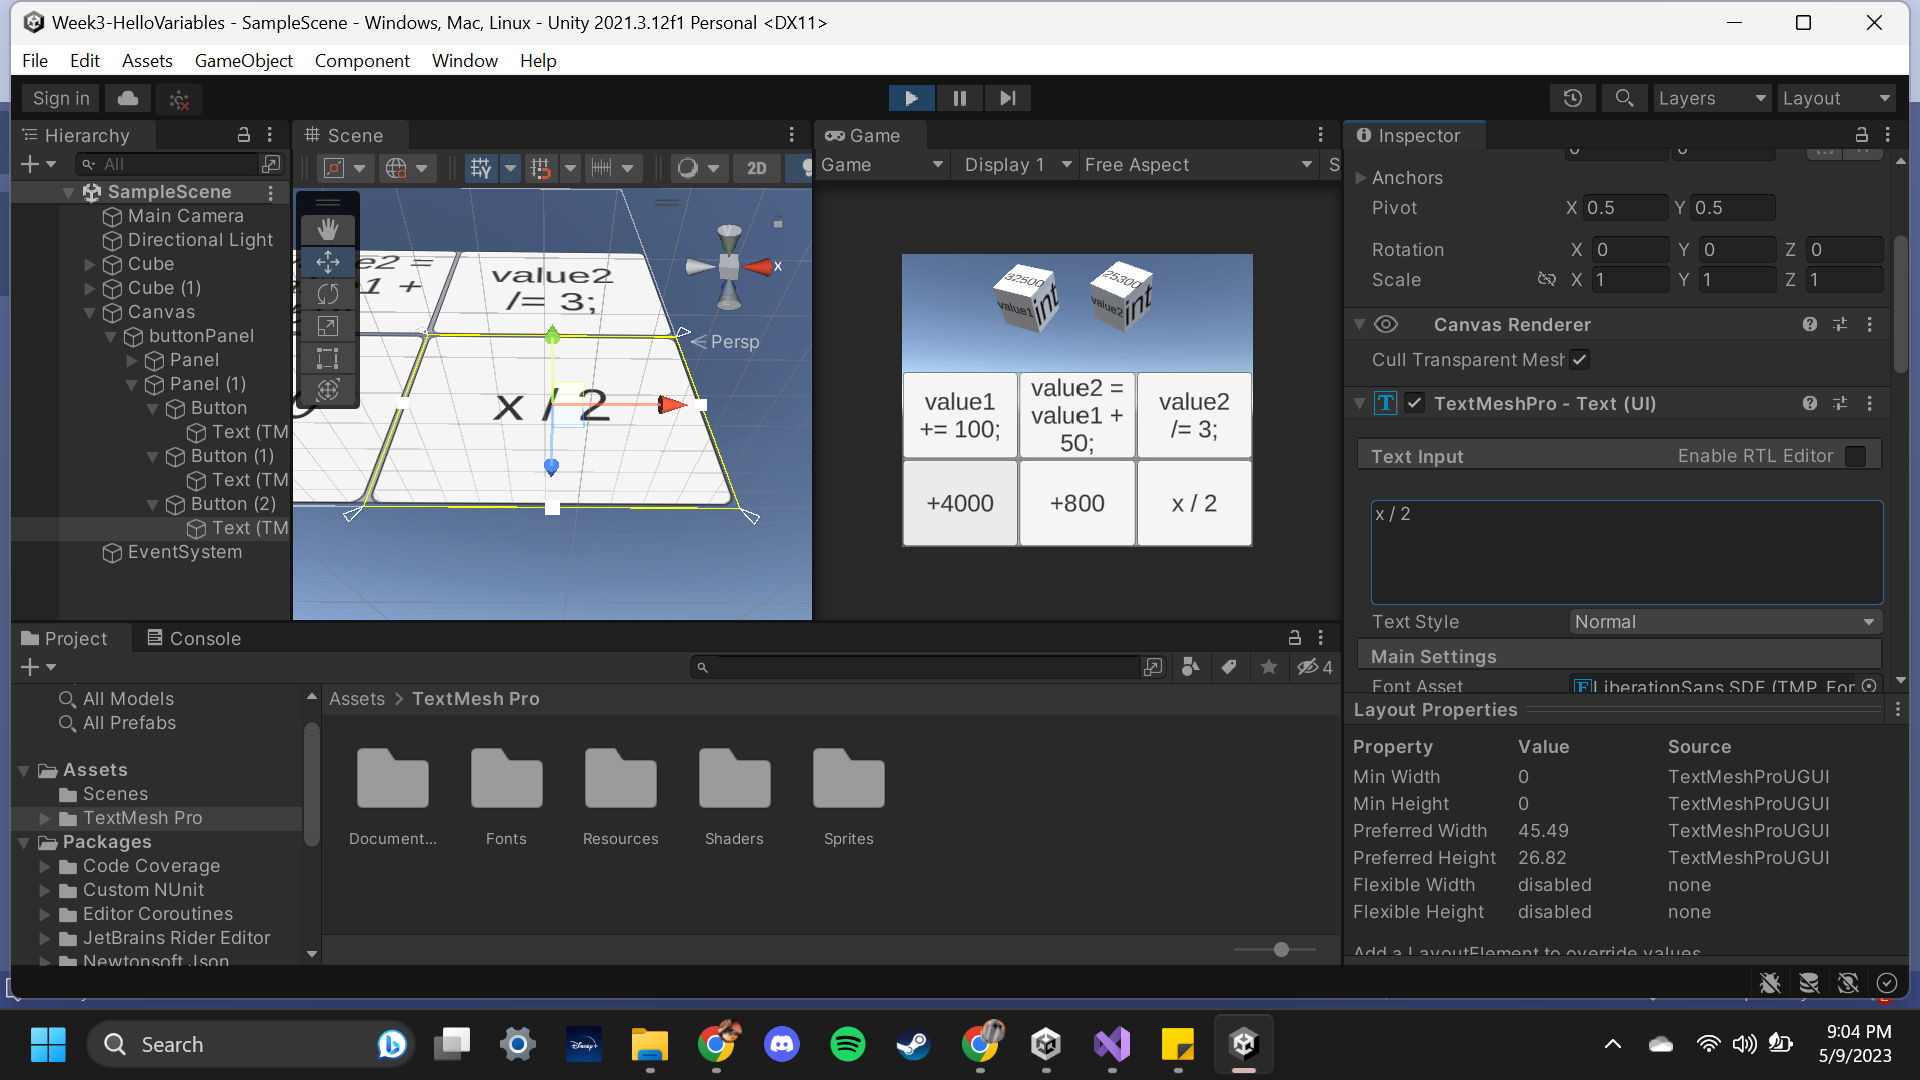 Week3-HelloVariables - SampleScene - Windows, Mac, Linux - Unity 2021.3.12f1 Personal <DX11>
File Edit Assets GameObject Component Window Help
Sign in
Layers
Layout
Hierarchy
All
SampleScene
Main Camera
Directional Light
Cube
Cube (1)
Canvas
buttonPanel
Panel
Panel (1)
Button
Text (TM
Button (1)
Text (TM
Button (2)
Text (TM
EventSystem
Scene
2D
value2
/= 3;
x / 2
x
Persp
Game
Game Display 1 Free Aspect S
32500
value1
int
25300
value2
int
value1
+= 100;
value2 =
value1 +
50;
value2
/= 3;
+4000
+800
x / 2
Inspector
Anchors
Pivot X 0.5 Y 0.5
Rotation X 0 Y 0 Z 0
Scale X 1 Y 1 Z 1
Canvas Renderer
Cull Transparent Mesh
TextMeshPro - Text (UI)
Text Input Enable RTL Editor
x / 2
Text Style Normal
Main Settings
Font Asset LiberationSans SDF (TMP_Fon
Layout Properties
Property Value Source
Min Width 0 TextMeshProUGUI
Min Height 0 TextMeshProUGUI
Preferred Width 45.49 TextMeshProUGUI
Preferred Height 26.82 TextMeshProUGUI
Flexible Width disabled none
Flexible Height disabled none
Add a LayoutElement to override values
Project
Console
4
All Models
All Prefabs
Assets
Scenes
TextMesh Pro
Packages
Code Coverage
Custom NUnit
Editor Coroutines
JetBrains Rider Editor
Newtonsoft Json
Assets > TextMesh Pro
Document...
Fonts
Resources
Shaders
Sprites
Search
Disney+
9:04 PM
5/9/2023